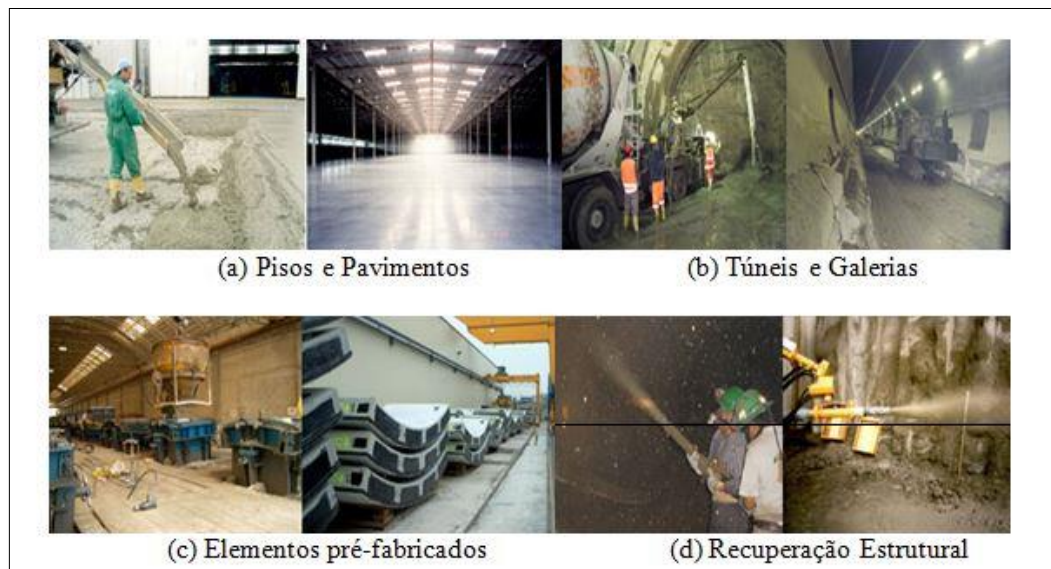 (a) Pisos e Pavimentos
(b) Túneis e Galerias
(c) Elementos pré-fabricados
(d) Recuperação Estrutural